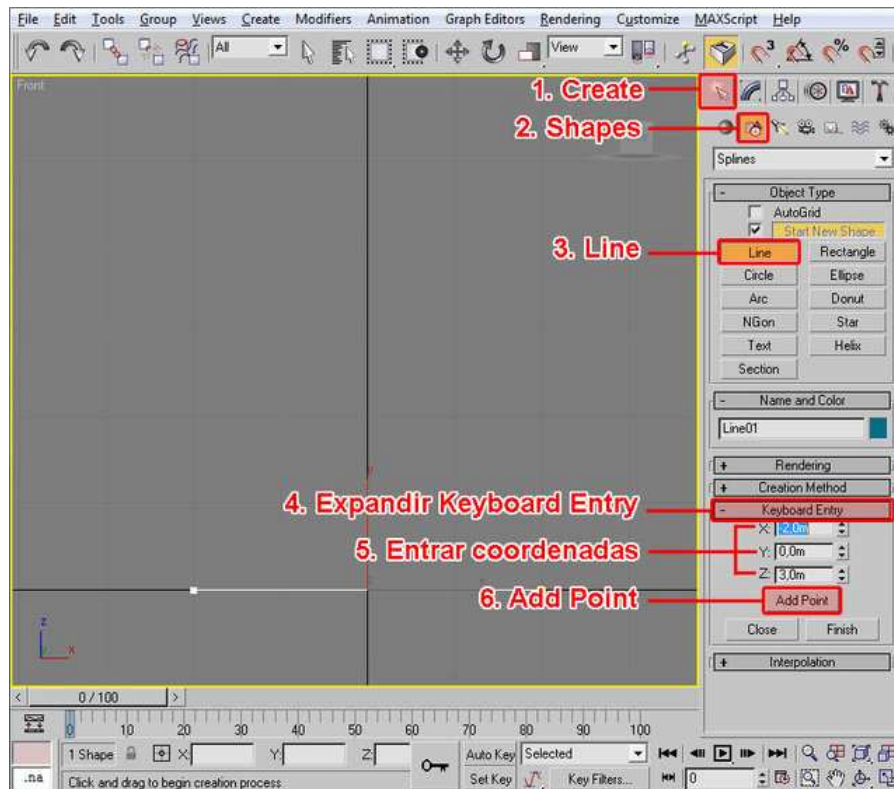 File Edit Tools Group Views Create Modifiers Animation Graph Editors Rendering Customize MAXScript Help
All
View
Front
1. Create
2. Shapes
Splines
- Object Type
AutoGrid
Start New Shape
3. Line
Line Rectangle
Circle Ellipse
Arc Donut
NGon Star
Text Helix
Section
- Name and Color
Line01
+ Rendering
+ Creation Method
4. Expandir Keyboard Entry
- Keyboard Entry
X: -2,0m
5. Entrar coordenadas
Y: 0,0m
Z: 3,0m
6. Add Point
Add Point
Close Finish
+ Interpolation
y
z
x
< 0 / 100 >
0 10 20 30 40 50 60 70 80 90 100
1 Shape X: Y: Z: Auto Key Selected
.na Click and drag to begin creation process Set Key Key Filters... 0